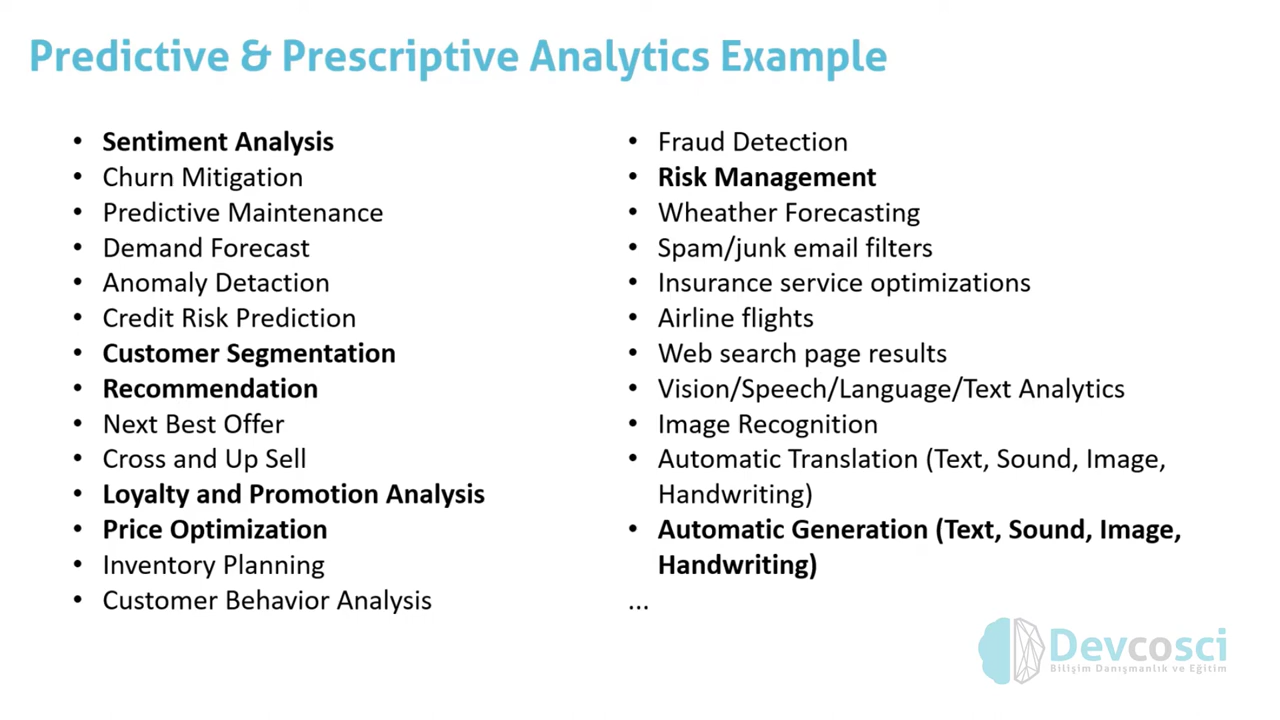 Predictive & Prescriptive Analytics Example
• Sentiment Analysis
• Churn Mitigation
• Predictive Maintenance
• Demand Forecast
• Anomaly Detaction
• Credit Risk Prediction
• Customer Segmentation
• Recommendation
• Next Best Offer
• Cross and Up Sell
• Loyalty and Promotion Analysis
• Price Optimization
• Inventory Planning
• Customer Behavior Analysis
• Fraud Detection
• Risk Management
• Wheather Forecasting
• Spam/junk email filters
• Insurance service optimizations
• Airline flights
• Web search page results
• Vision/Speech/Language/Text Analytics
• Image Recognition
• Automatic Translation (Text, Sound, Image,
Handwriting)
• Automatic Generation (Text, Sound, Image,
Handwriting)
...
Devcosci
Bilişim Danışmanlık ve Eğitim